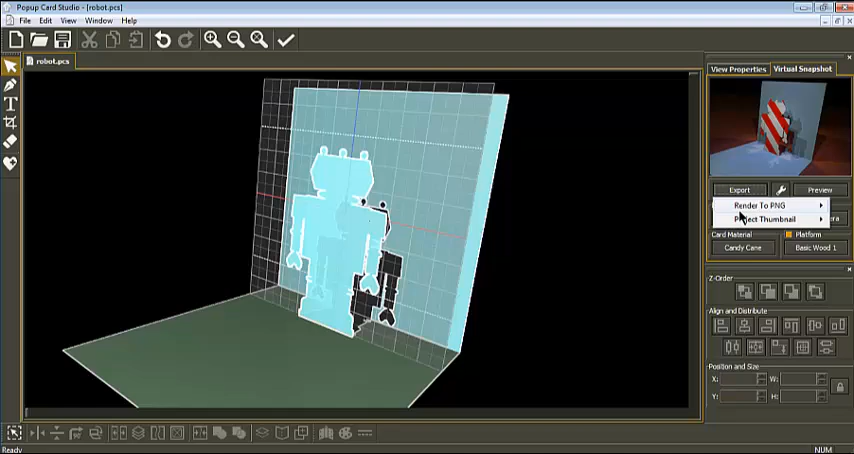 Popup Card Studio - [robot.pcs]
File Edit View Window Help
robot.pcs
View Properties Virtual Snapshot
Export Preview
Render To PNG
Project Thumbnail
Card Material Platform
Candy Cane Basic Wood 1
Z-Order
Align and Distribute
Position and Size
X: W:
Y: H:
Ready NUM